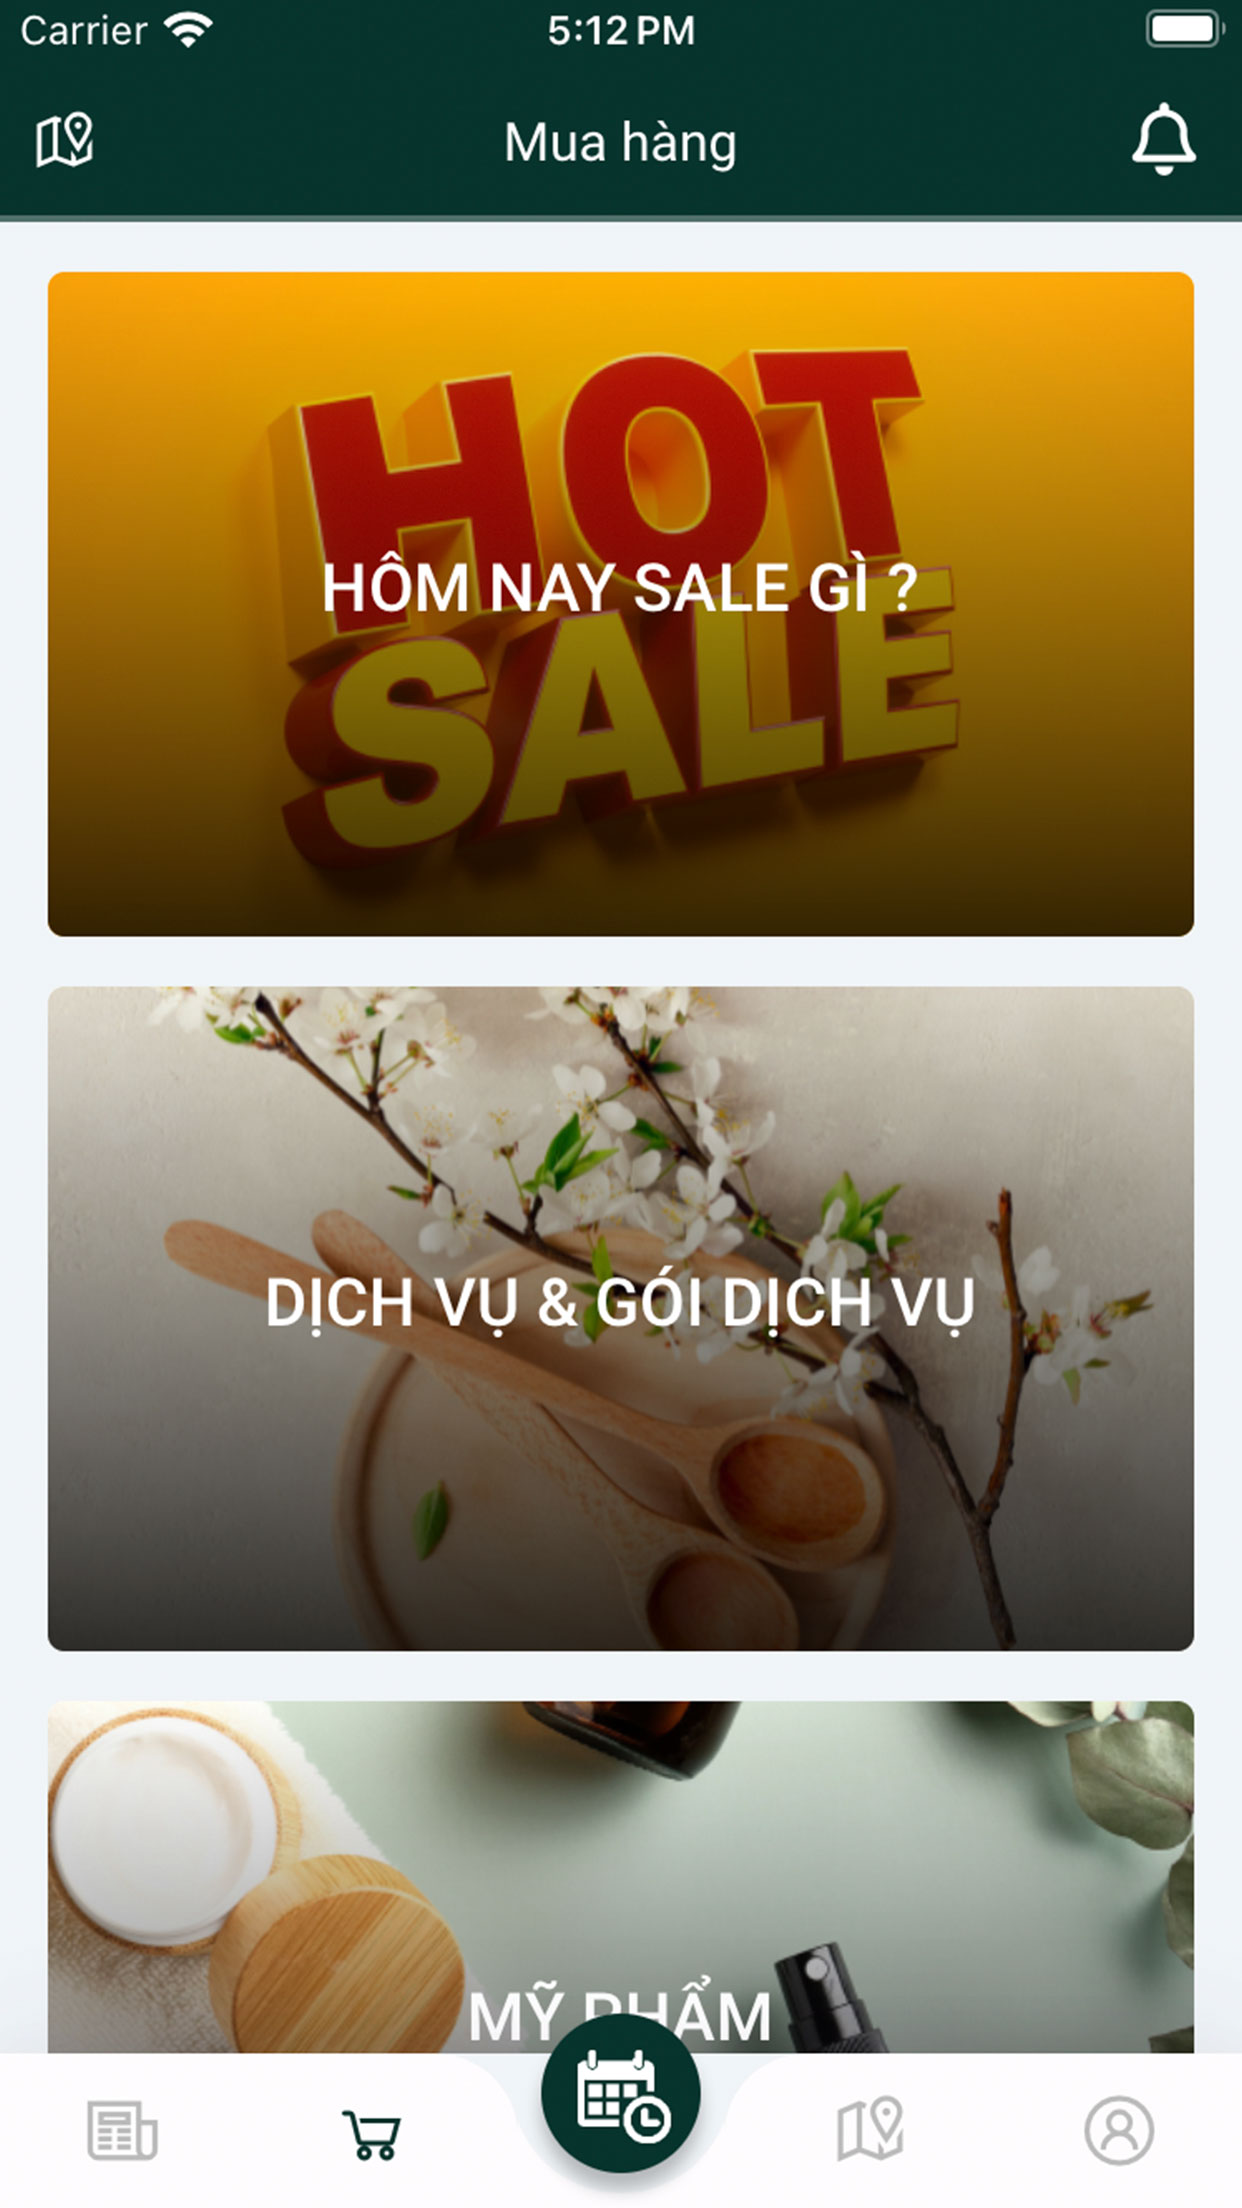 Carrier 5:12 PM
Mua hàng
HOT
HÔM NAY SALE GÌ ?
SALE
DỊCH VỤ & GÓI DỊCH VỤ
MỸ PHẨM